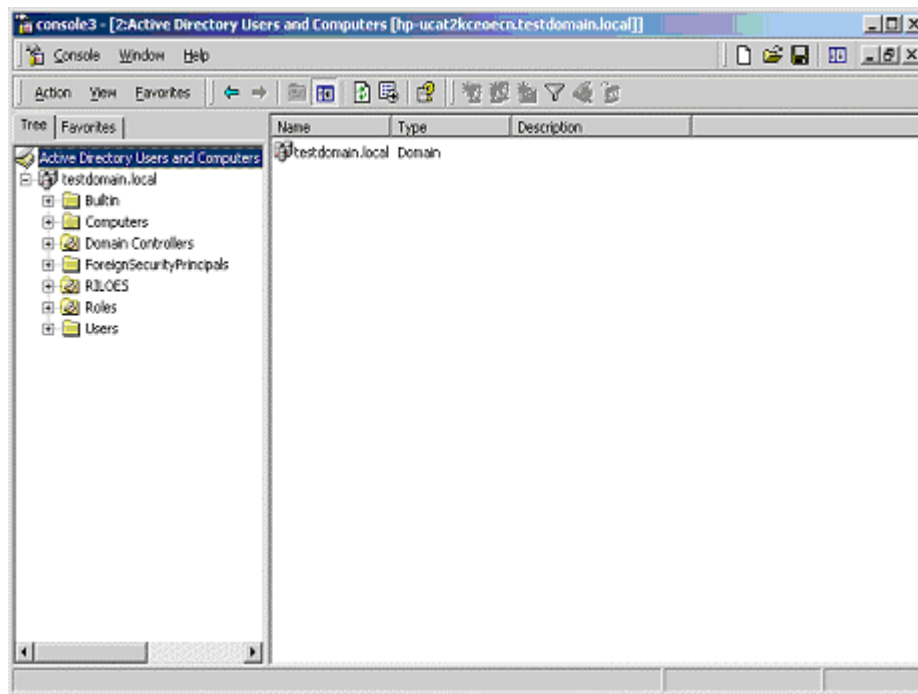 console3 - [2:Active Directory Users and Computers [hp-ucat2kceoecn.testdomain.local]]
Console Window Help
Action View Favorites
Tree Favorites
Name Type Description
Active Directory Users and Computers
testdomain.local Domain
testdomain.local
Builtin
Computers
Domain Controllers
ForeignSecurityPrincipals
RILOES
Roles
Users